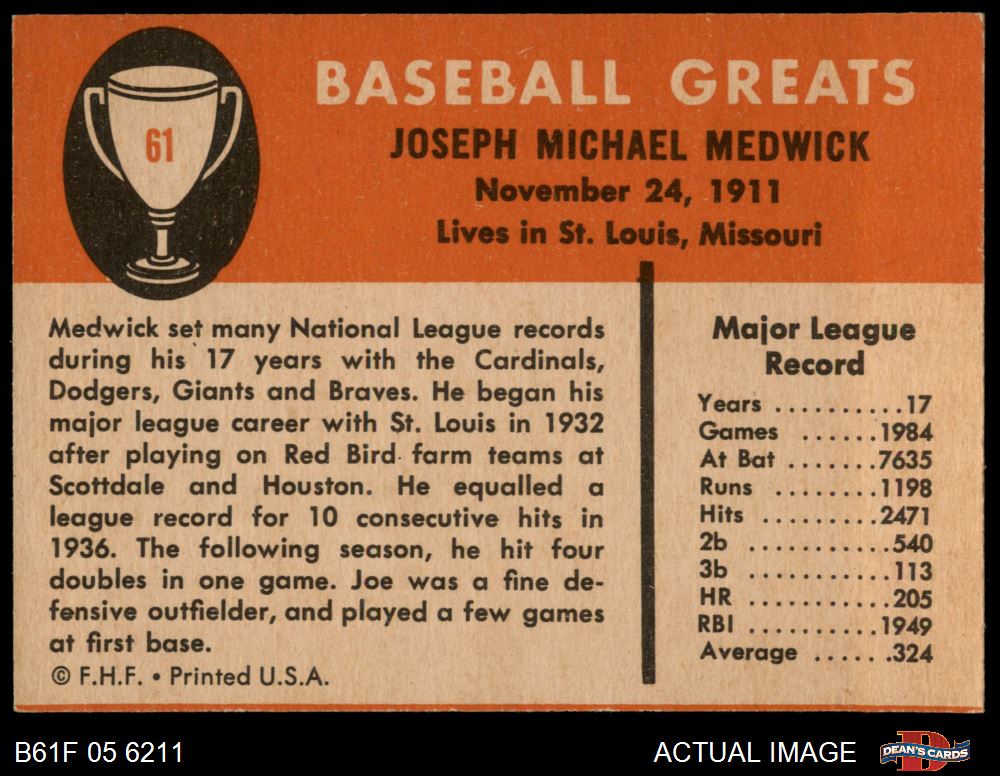 61
BASEBALL GREATS
JOSEPH MICHAEL MEDWICK
November 24, 1911
Lives in St. Louis, Missouri
Medwick set many National League records
during his 17 years with the Cardinals,
Dodgers, Giants and Braves. He began his
major league career with St. Louis in 1932
after playing on Red Bird farm teams at
Scottdale and Houston. He equalled a
league record for 10 consecutive hits in
1936. The following season, he hit four
doubles in one game. Joe was a fine de-
fensive outfielder, and played a few games
at first base.
© F.H.F. • Printed U.S.A.
Major League
Record
Years ..........17
Games ......1984
At Bat .......7635
Runs ........1198
Hits .........2471
2b ...........540
3b ...........113
HR ...........205
RBI ..........1949
Average ......324
B61F 05 6211
ACTUAL IMAGE
D
DEAN'S CARDS